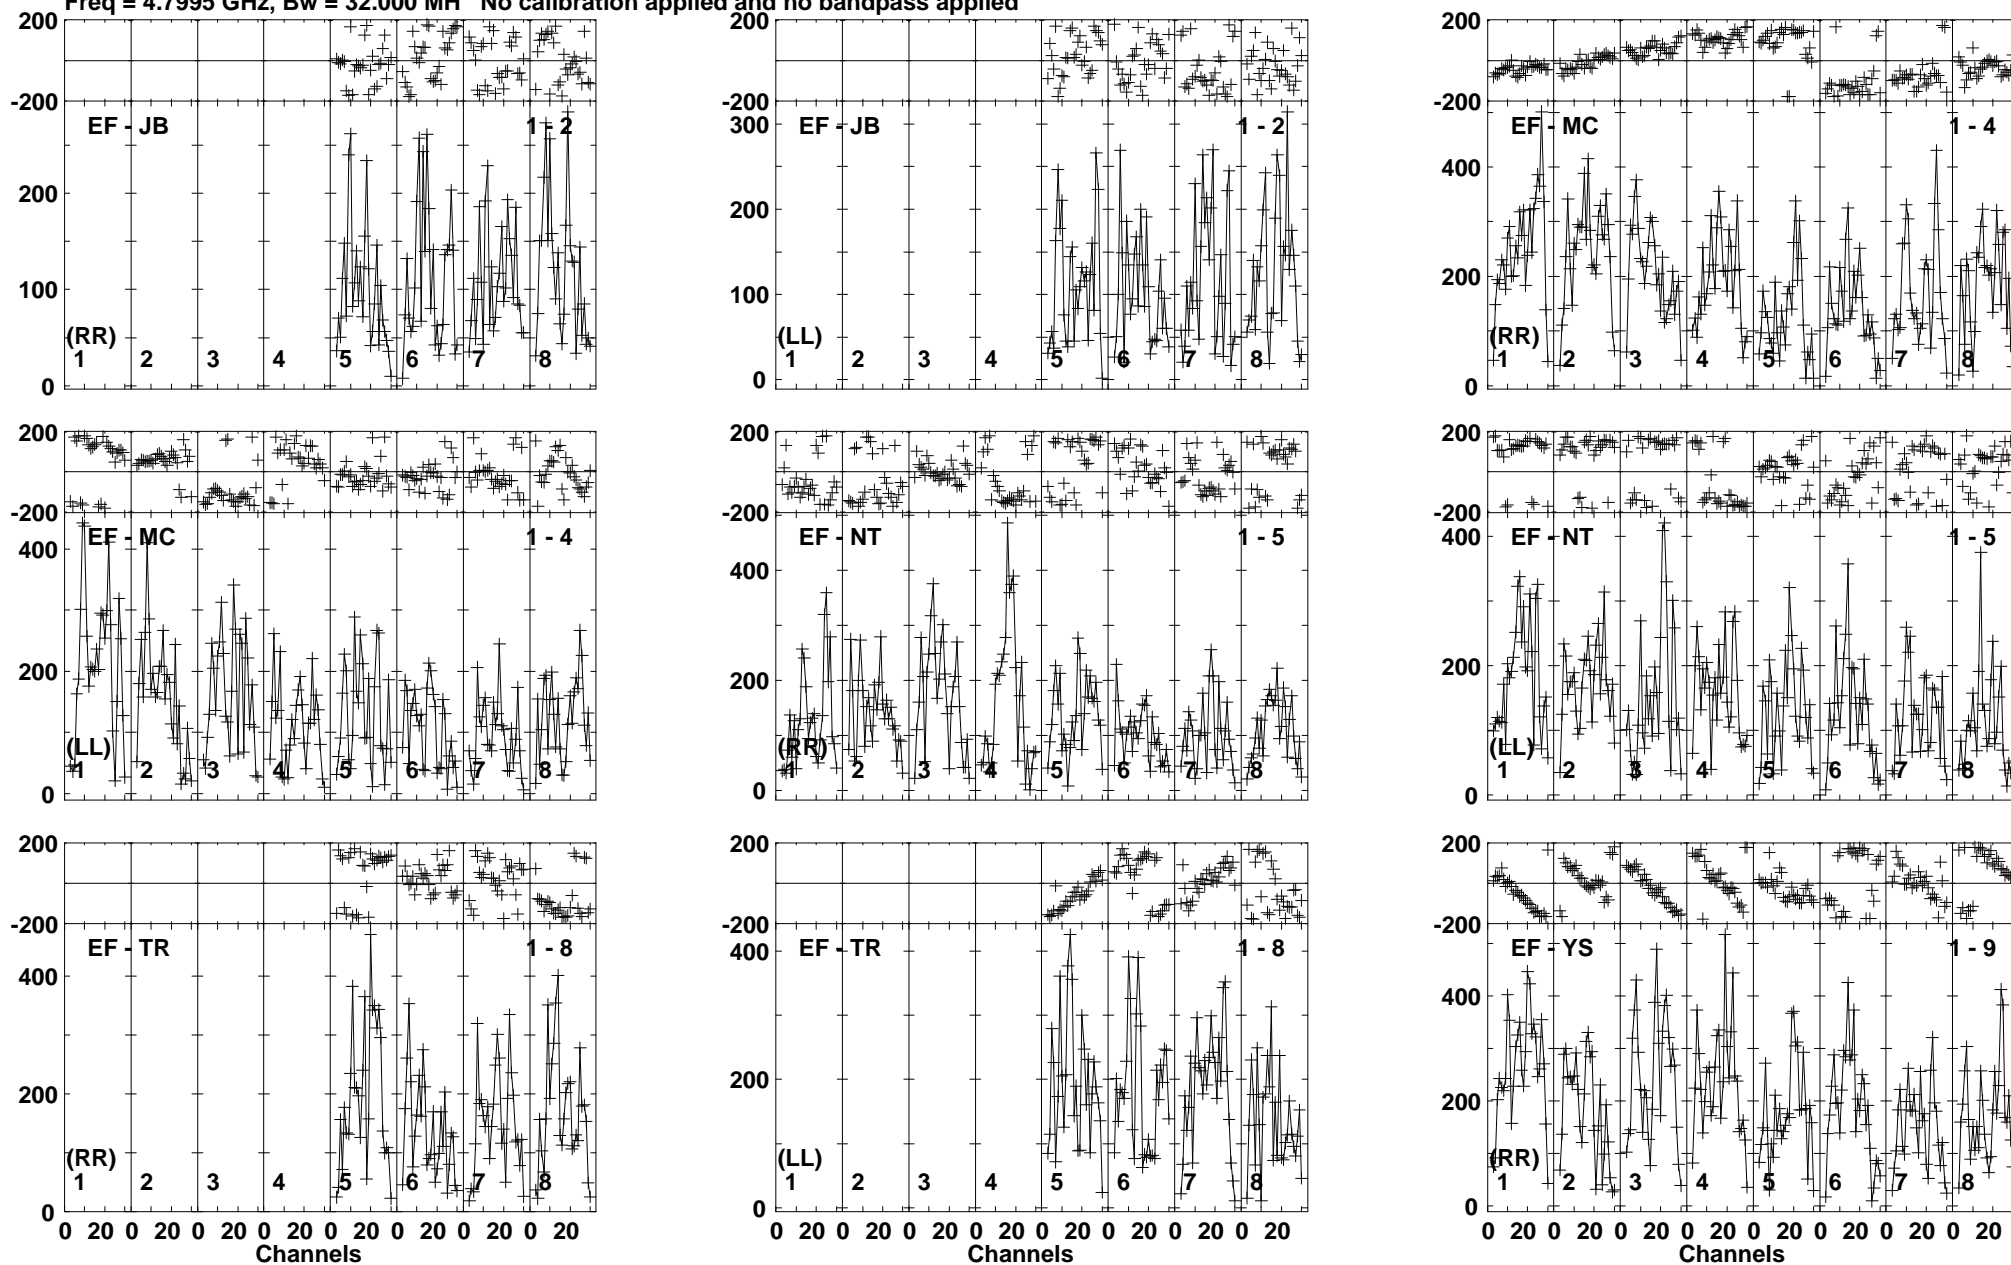 Freq = 4.7995 GHz, Bw = 32.000 MH No calibration applied and no bandpass applied
200 200 200
-200 -200 -200
EF - JB 1 - 2 EF - JB 1 - 2 EF - MC 1 - 4
300 400
200 200 200
100 100
(RR) (LL) (RR)
1 2 3 4 5 6 7 8 1 2 3 4 5 6 7 8 1 2 3 4 5 6 7 8
0 0 0
200 200 200
-200 -200 -200
EF - MC 1 - 4 EF - NT 1 - 5 EF - NT 1 - 5
400 400 400
200 200 200
(LL) (RR) (LL)
1 2 3 4 5 6 7 8 1 2 3 4 5 6 7 8 1 2 3 4 5 6 7 8
0 0 0
200 200 200
-200 -200 -200
EF - TR 1 - 8 EF - TR 1 - 8 EF - YS 1 - 9
400 400 400
200 200 200
(RR) (LL) (RR)
1 2 3 4 5 6 7 8 1 2 3 4 5 6 7 8 1 2 3 4 5 6 7 8
0 0 0
0 20 0 20 0 20 0 20 0 20 0 20 0 20 0 20 0 20 0 20 0 20 0 20 0 20 0 20 0 20 0 20 0 20 0 20 0 20 0 20 0 20 0 20 0 20 0 20
Channels Channels Channels